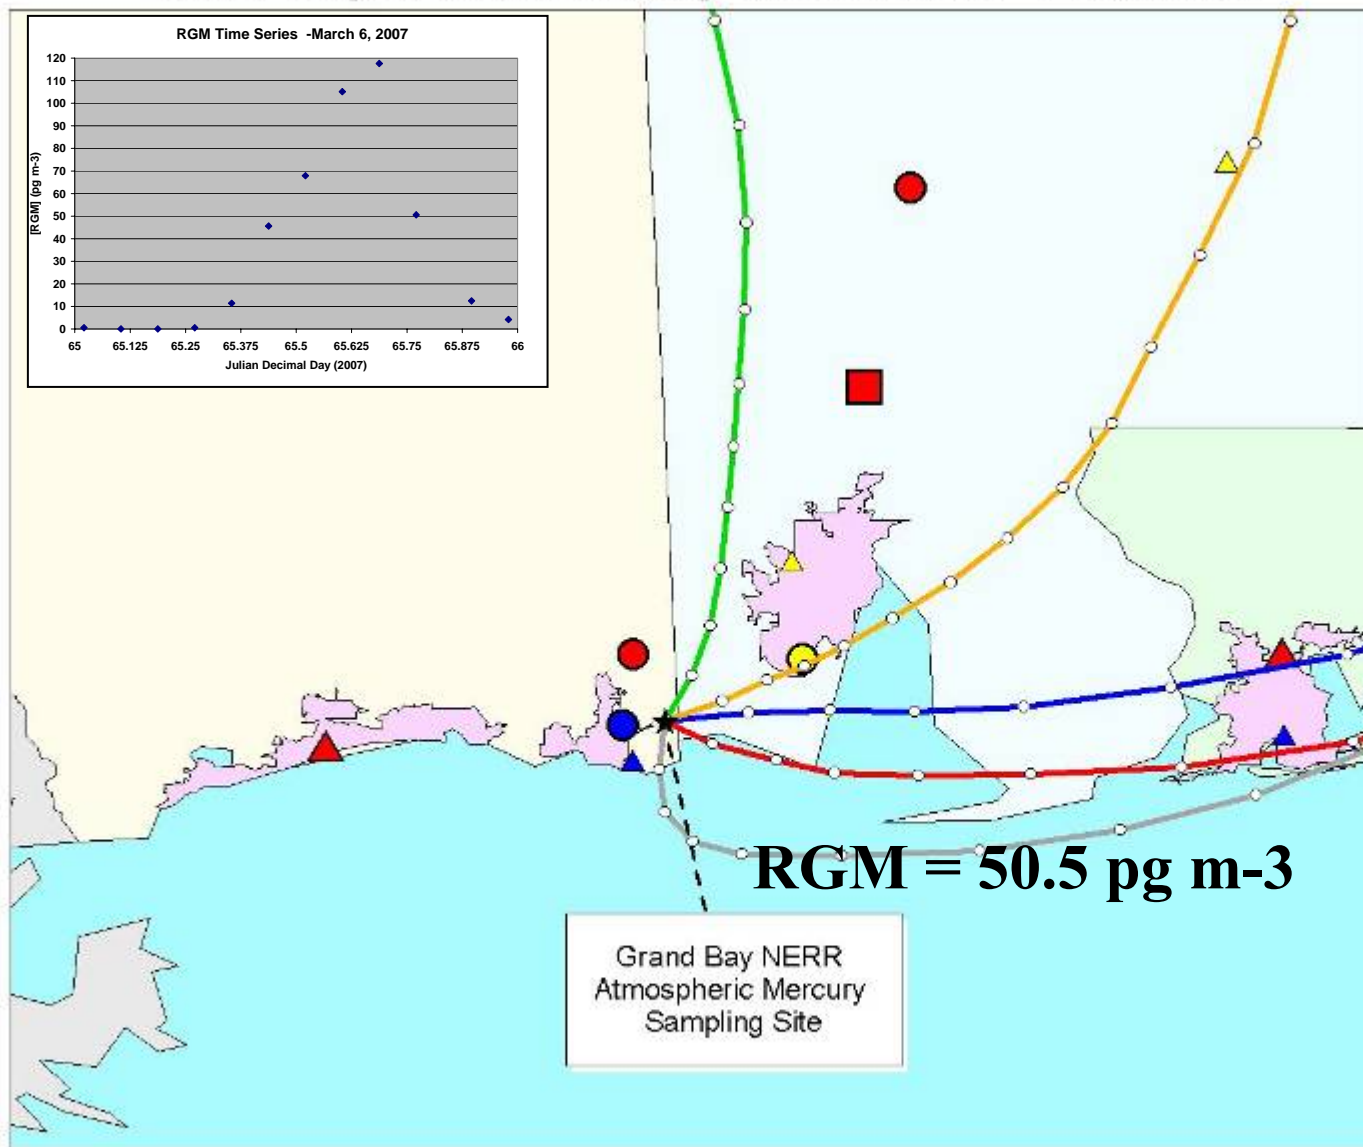 RGM Time Series -March 6, 2007
120
110
100
90
80
70
60
50
40
30
20
10
0
[RGM] (pg m-3)
65 65.125 65.25 65.375 65.5 65.625 65.75 65.875 66
Julian Decimal Day (2007)
RGM = 50.5 pg m-3
Grand Bay NERR
Atmospheric Mercury
Sampling Site